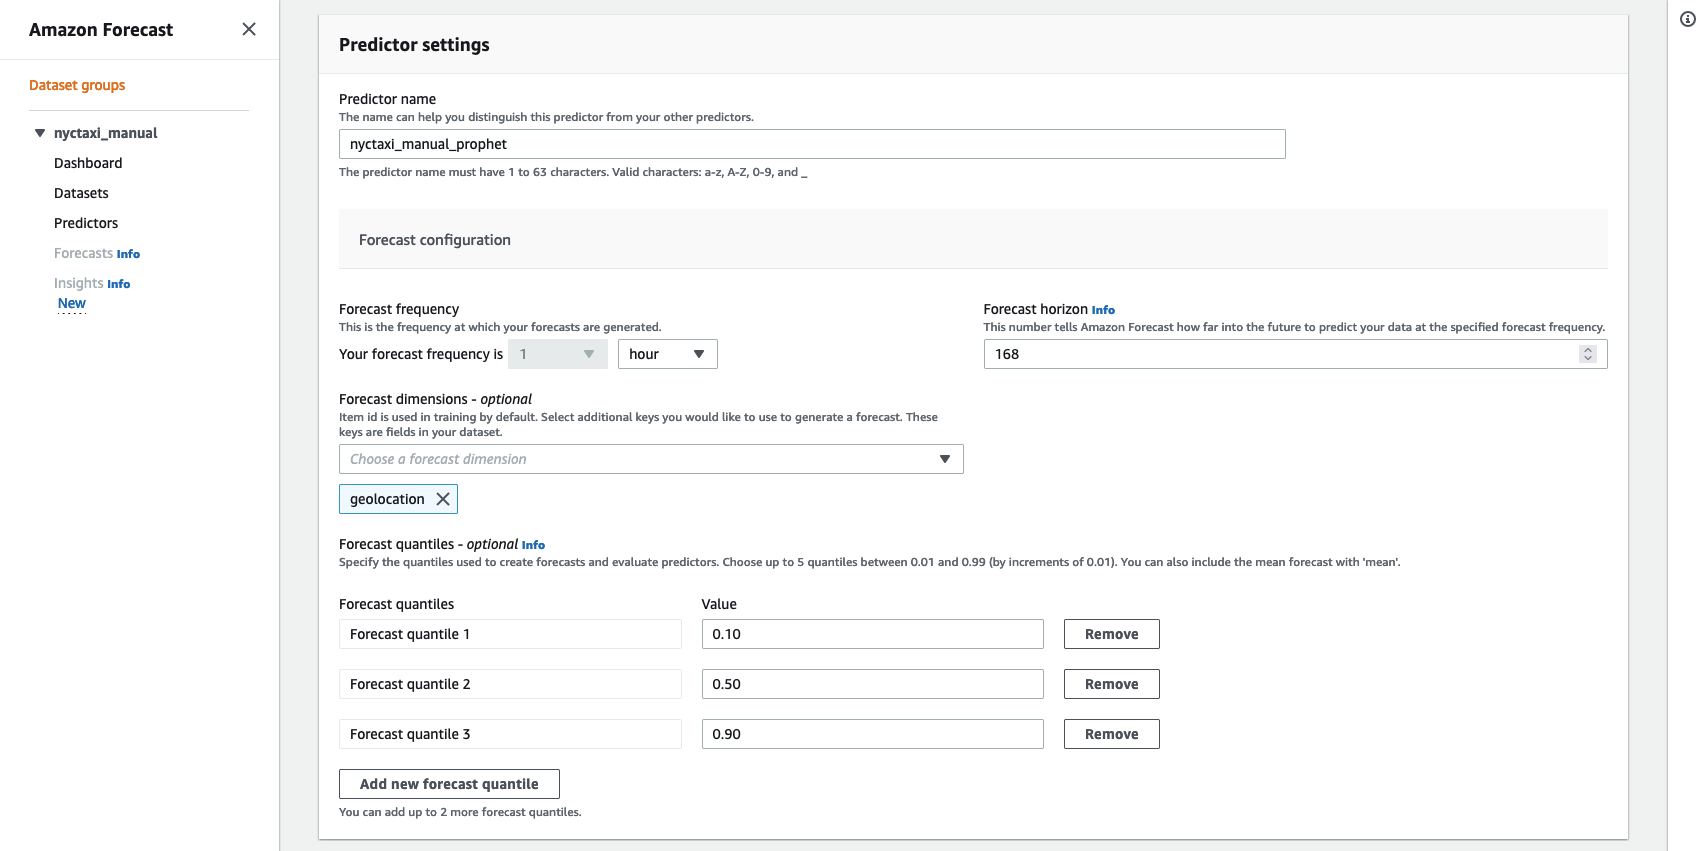 Amazon Forecast
Dataset groups
nyctaxi_manual
Dashboard
Datasets
Predictors
Forecasts Info
Insights Info
New
Predictor settings
Predictor name
The name can help you distinguish this predictor from your other predictors.
nyctaxi_manual_prophet
The predictor name must have 1 to 63 characters. Valid characters: a-z, A-Z, 0-9, and _
Forecast configuration
Forecast frequency
This is the frequency at which your forecasts are generated.
Your forecast frequency is 1 hour
Forecast horizon Info
This number tells Amazon Forecast how far into the future to predict your data at the specified forecast frequency.
168
Forecast dimensions - optional
Item id is used in training by default. Select additional keys you would like to use to generate a forecast. These
keys are fields in your dataset.
Choose a forecast dimension
geolocation
Forecast quantiles - optional Info
Specify the quantiles used to create forecasts and evaluate predictors. Choose up to 5 quantiles between 0.01 and 0.99 (by increments of 0.01). You can also include the mean forecast with 'mean'.
Forecast quantiles Value
Forecast quantile 1 0.10 Remove
Forecast quantile 2 0.50 Remove
Forecast quantile 3 0.90 Remove
Add new forecast quantile
You can add up to 2 more forecast quantiles.